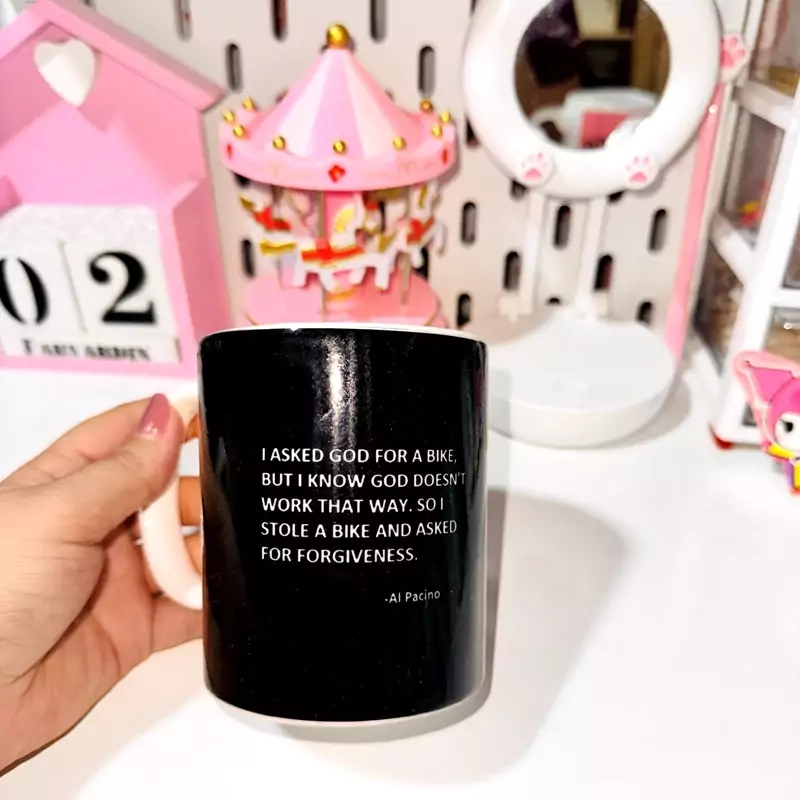 02
FARVARDIN
I ASKED GOD FOR A BIKE,
BUT I KNOW GOD DOESN'T
WORK THAT WAY. SO I
STOLE A BIKE AND ASKED
FOR FORGIVENESS.
-Al Pacino